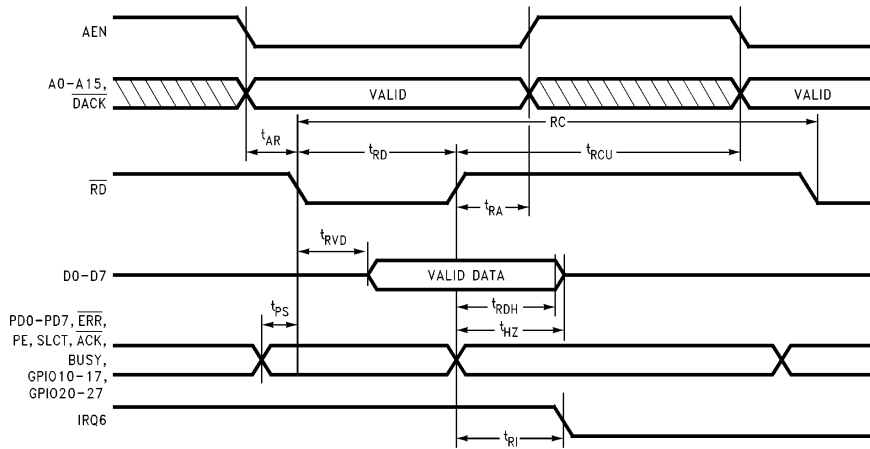 AEN
A0-A15,
DACK
VALID
VALID
RC
tAR
tRD
tRCU
RD
tRA
tRVD
D0-D7
VALID DATA
tRDH
tHZ
tPS
PD0-PD7, ERR,
PE, SLCT, ACK,
BUSY,
GPIO10-17,
GPIO20-27
IRQ6
tRI